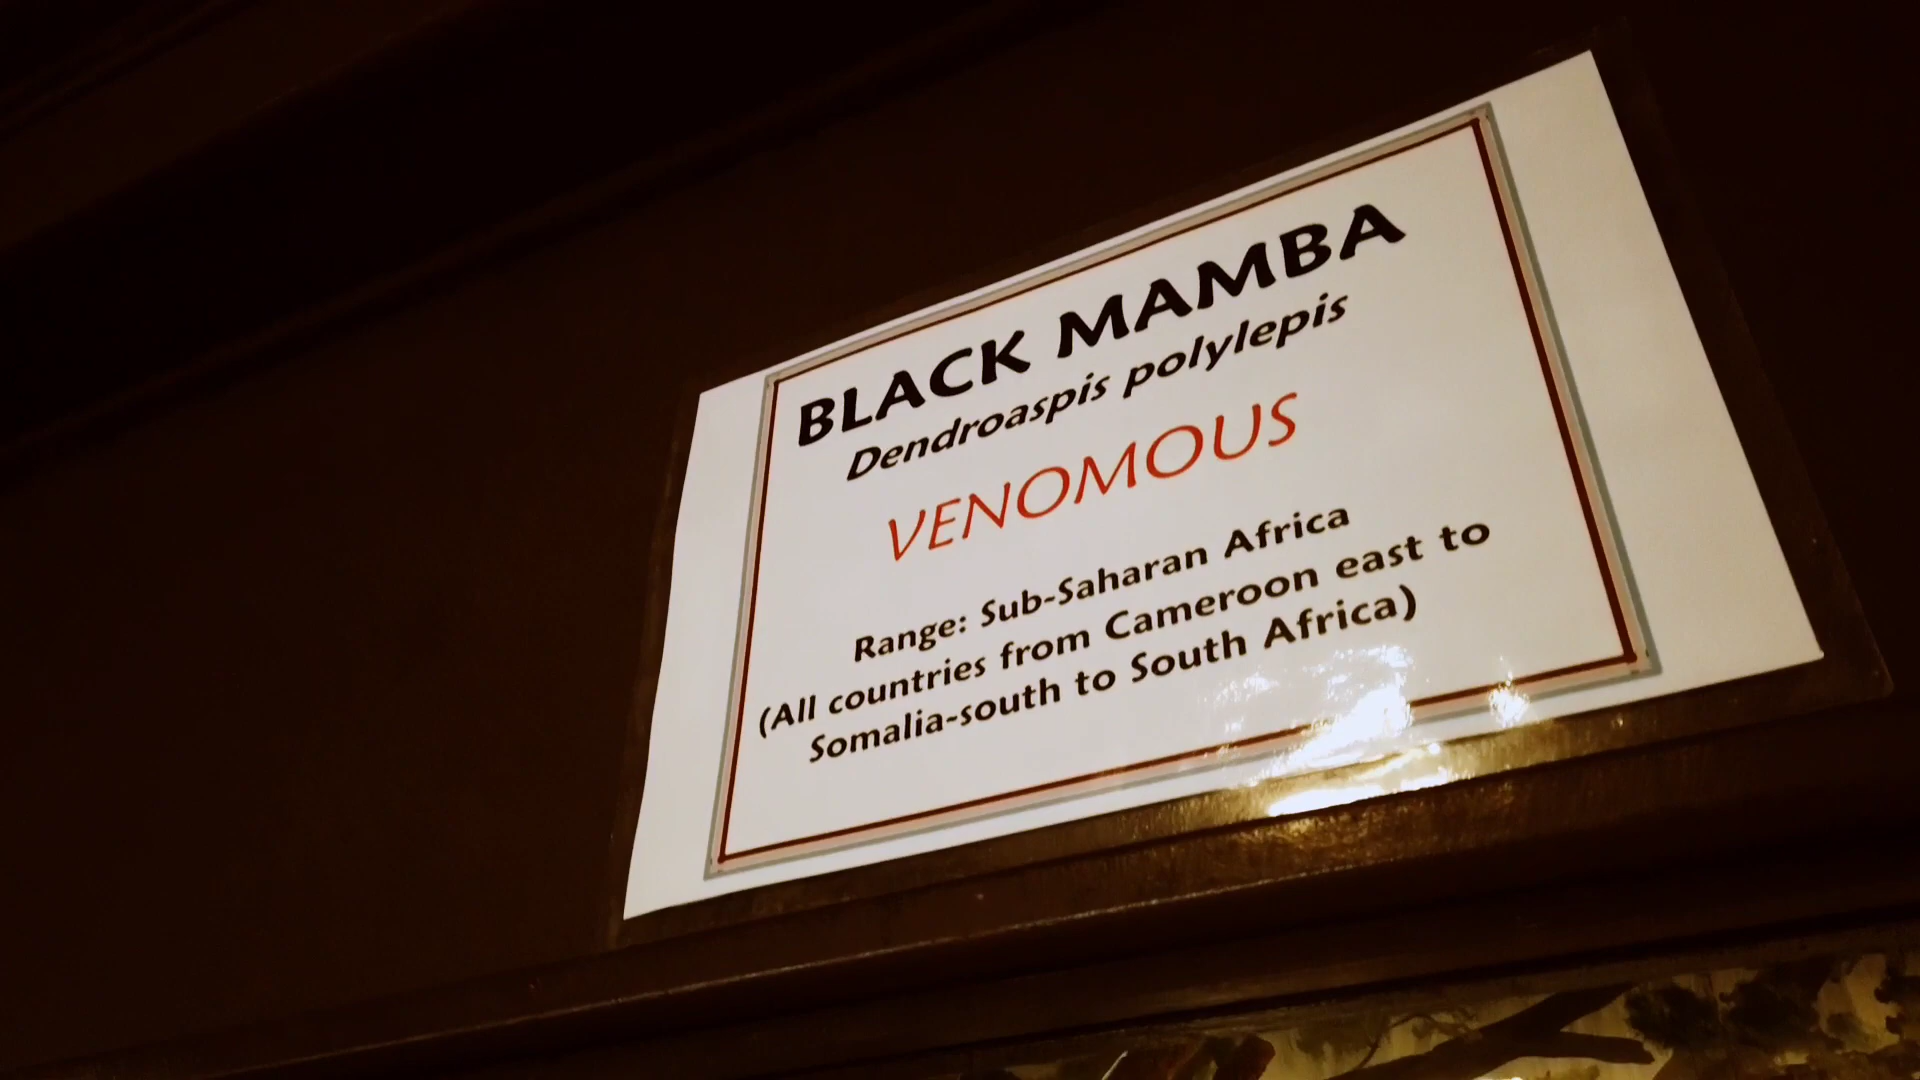 BLACK MAMBA
Dendroaspis polylepis
VENOMOUS
Range: Sub-Saharan Africa
(All countries from Cameroon east to
Somalia-south to South Africa)